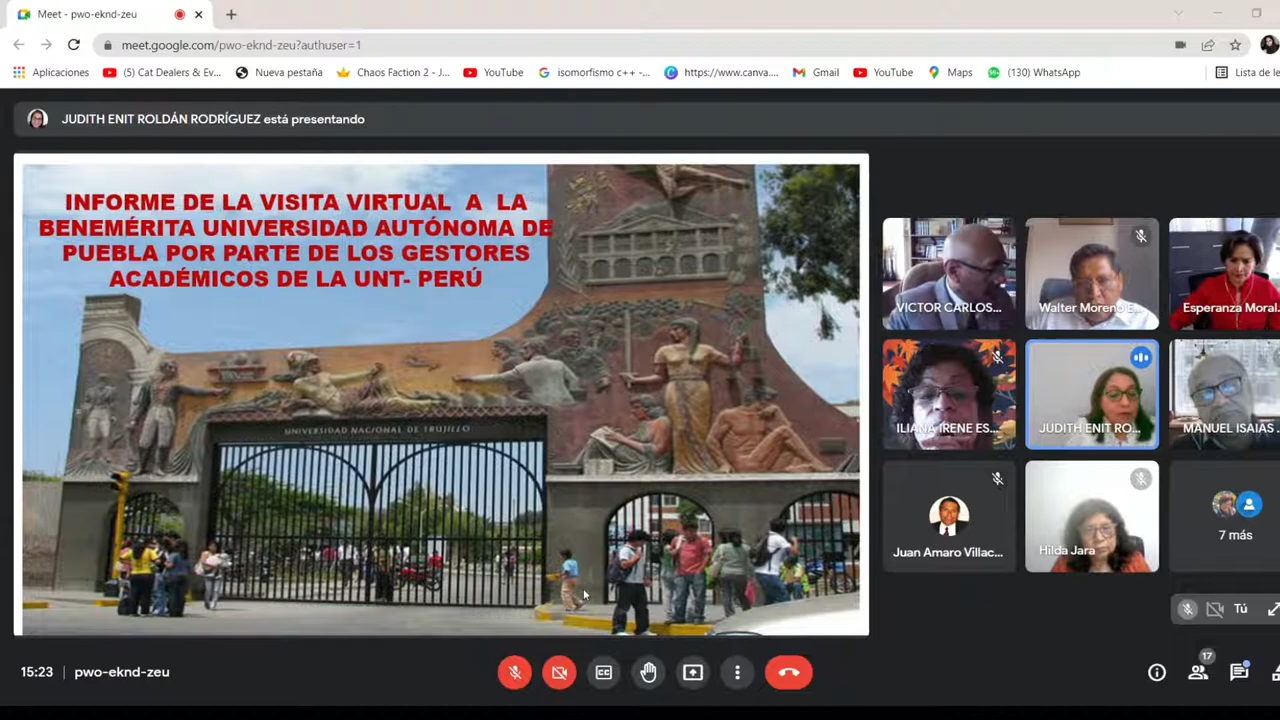 Meet - pwo-eknd-zeu
meet.google.com/pwo-eknd-zeu?authuser=1
Aplicaciones
(5) Cat Dealers & Ev...
Nueva pestaña
Chaos Faction 2 - J...
YouTube
isomorfismo c++ -...
https://www.canva....
Gmail
YouTube
Maps
(130) WhatsApp
Lista de le
JUDITH ENIT ROLDÁN RODRÍGUEZ está presentando
INFORME DE LA VISITA VIRTUAL A LA
BENEMÉRITA UNIVERSIDAD AUTÓNOMA DE
PUEBLA POR PARTE DE LOS GESTORES
ACADÉMICOS DE LA UNT- PERÚ
UNIVERSIDAD NACIONAL DE TRUJILLO
VICTOR CARLOS...
Walter Moreno E...
Esperanza Moral.
ILIANA IRENE ES...
JUDITH ENIT RO...
MANUEL ISAIAS .
Juan Amaro Villac...
Hilda Jara
7 más
Tú
15:23 | pwo-eknd-zeu
CC
17